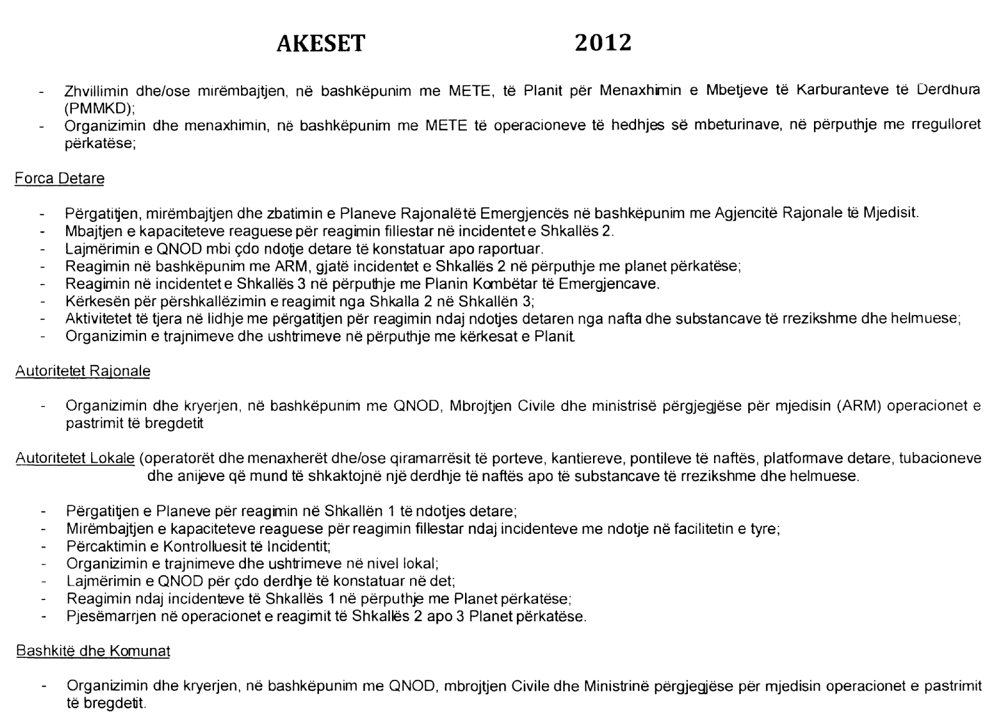 AKESET 2012
- Zhvillimin dhe/ose mirëmbajtjen, në bashkëpunim me METE, të Planit për Menaxhimin e Mbetjeve të Karburanteve të Derdhura
(PMMKD);
- Organizimin dhe menaxhimin, në bashkëpunim me METE të operacioneve të hedhjes së mbeturinave, në përputhje me rregulloret
përkatëse;
Forca Detare
- Përgatitjen, mirëmbajtjen dhe zbatimin e Planeve Rajonalëtë Emergjencës në bashkëpunim me Agjencitë Rajonale të Mjedisit.
- Mbajtjen e kapaciteteve reaguese për reagimin fillestar në incidentet e Shkallës 2.
- Lajmërimin e QNOD mbi çdo ndotje detare të konstatuar apo raportuar.
- Reagimin në bashkëpunim me ARM, gjatë incidentet e Shkallës 2 në përputhje me planet përkatëse;
- Reagimin në incidentet e Shkallës 3 në përputhje me Planin Kombëtar të Emergjencave.
- Kërkesën për përshkallëzimin e reagimit nga Shkalla 2 në Shkallën 3;
- Aktivitetet të tjera në lidhje me përgatitjen për reagimin ndaj ndotjes detaren nga nafta dhe substancave të rrezikshme dhe helmuese;
- Organizimin e trajnimeve dhe ushtrimeve në përputhje me kërkesat e Planit.
Autoritetet Rajonale
- Organizimin dhe kryerjen, në bashkëpunim me QNOD, Mbrojtjen Civile dhe ministrisë përgjegjëse për mjedisin (ARM) operacionet e
pastrimit të bregdetit
Autoritetet Lokale (operatorët dhe menaxherët dhe/ose qiramarrësit të porteve, kantiereve, pontileve të naftës, platformave detare, tubacioneve
dhe anijeve që mund të shkaktojnë një derdhje të naftës apo të substancave të rrezikshme dhe helmuese.
- Përgatitjen e Planeve për reagimin në Shkallën 1 të ndotjes detare;
- Mirëmbajtjen e kapaciteteve reaguese për reagimin fillestar ndaj incidenteve me ndotje në facilitetin e tyre;
- Përcaktimin e Kontrolluesit të Incidentit;
- Organizimin e trajnimeve dhe ushtrimeve në nivel lokal;
- Lajmërimin e QNOD për çdo derdhje të konstatuar në det;
- Reagimin ndaj incidenteve të Shkallës 1 në përputhje me Planet përkatëse;
- Pjesëmarrjen në operacionet e reagimit të Shkallës 2 apo 3 Planet përkatëse.
Bashkitë dhe Komunat
- Organizimin dhe kryerjen, në bashkëpunim me QNOD, mbrojtjen Civile dhe Ministrinë përgjegjëse për mjedisin operacionet e pastrimit
të bregdetit.